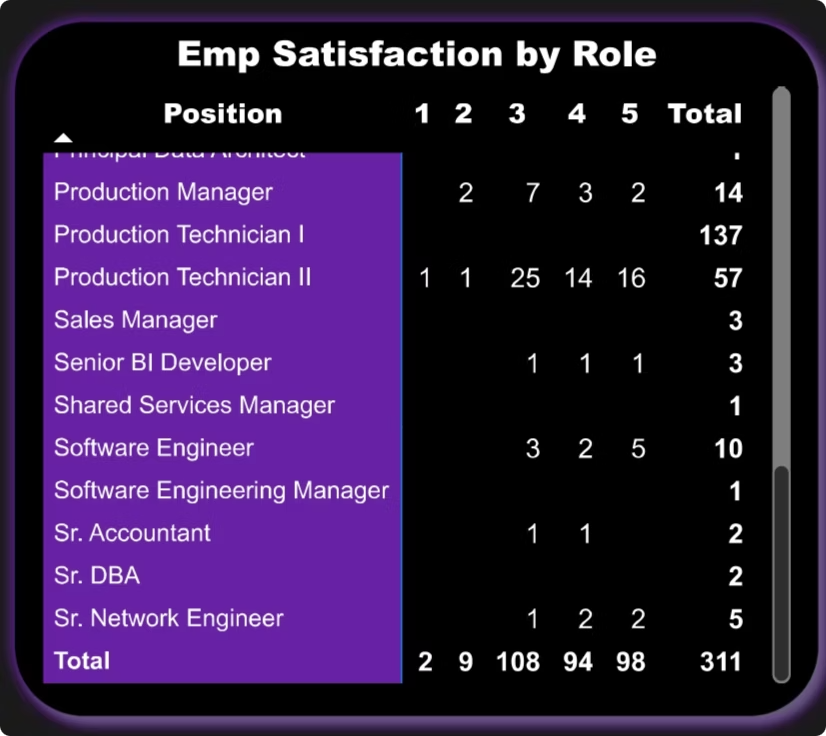 Emp Satisfaction by Role
Position 1 2 3 4 5 Total
Principal Data Architect 1
Production Manager 2 7 3 2 14
Production Technician I 137
Production Technician II 1 1 25 14 16 57
Sales Manager 3
Senior BI Developer 1 1 1 3
Shared Services Manager 1
Software Engineer 3 2 5 10
Software Engineering Manager 1
Sr. Accountant 1 1 2
Sr. DBA 2
Sr. Network Engineer 1 2 2 5
Total 2 9 108 94 98 311